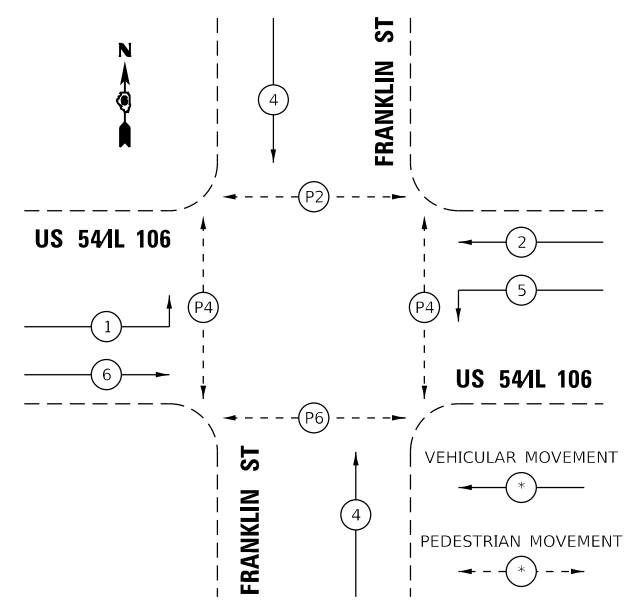 FRANKLIN ST
N
4
P2
US 54/IL 106
2
5
P4
P4
1
6
US 54/IL 106
P6
FRANKLIN ST
4
VEHICULAR MOVEMENT
*
PEDESTRIAN MOVEMENT
*